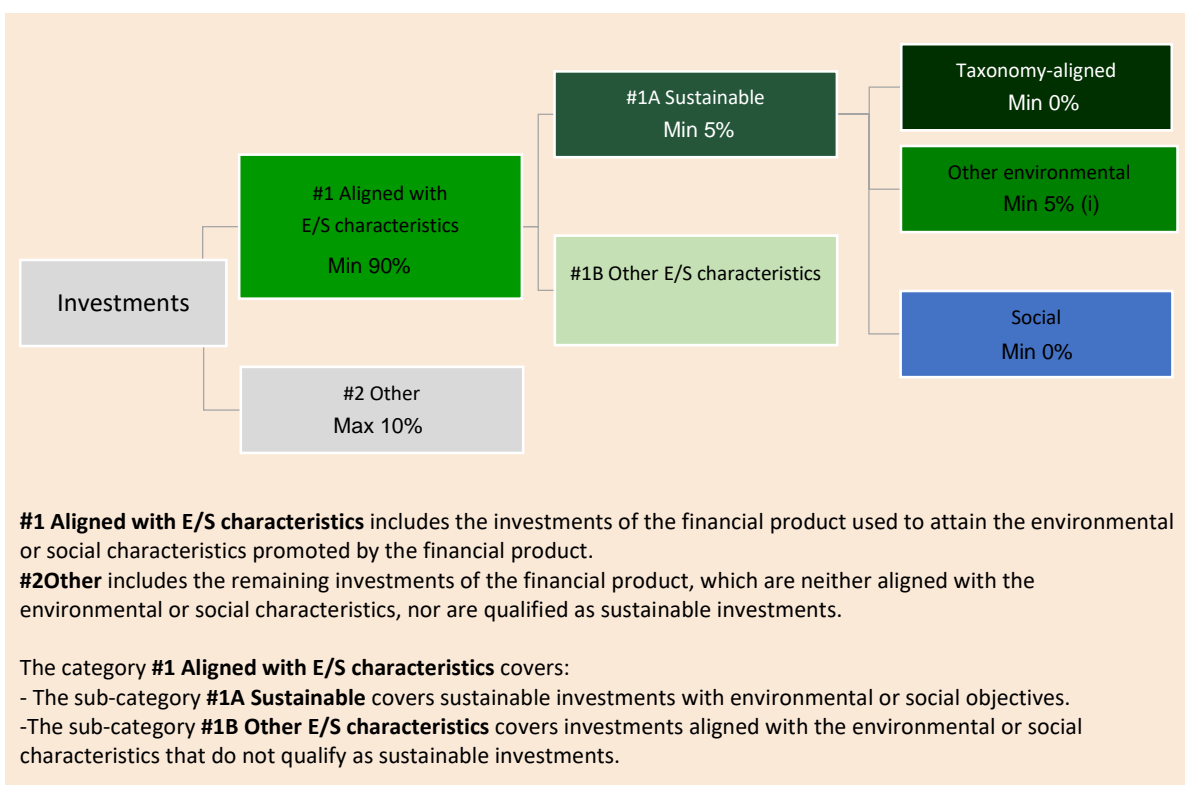 Investments
#1 Aligned with
E/S characteristics
Min 90%
#2 Other
Max 10%
#1A Sustainable
Min 5%
#1B Other E/S characteristics
Taxonomy-aligned
Min 0%
Other environmental
Min 5% (i)
Social
Min 0%
#1 Aligned with E/S characteristics includes the investments of the financial product used to attain the environmental
or social characteristics promoted by the financial product.
#2Other includes the remaining investments of the financial product, which are neither aligned with the
environmental or social characteristics, nor are qualified as sustainable investments.
The category #1 Aligned with E/S characteristics covers:
- The sub-category #1A Sustainable covers sustainable investments with environmental or social objectives.
-The sub-category #1B Other E/S characteristics covers investments aligned with the environmental or social
characteristics that do not qualify as sustainable investments.